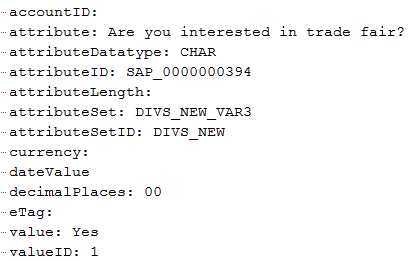 accountID:
attribute: Are you interested in trade fair?
attributeDatatype: CHAR
attributeID: SAP_0000000394
attributeLength:
attributeSet: DIVS_NEW_VAR3
attributeSetID: DIVS_NEW
currency:
dateValue
decimalPlaces: 00
eTag:
value: Yes
valueID: 1